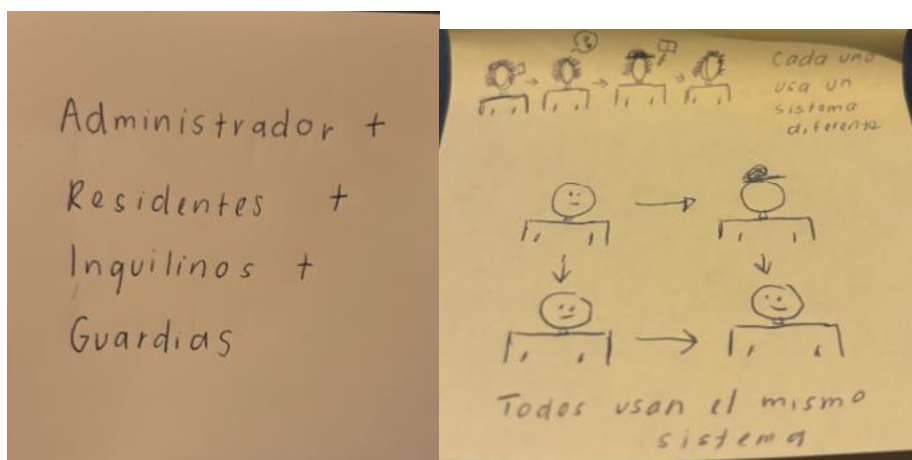 Administrador +
Residentes +
Inquilinos +
Guardias
Cada uno
usa un
sistema
diferente
Todos usan el mismo
sistema